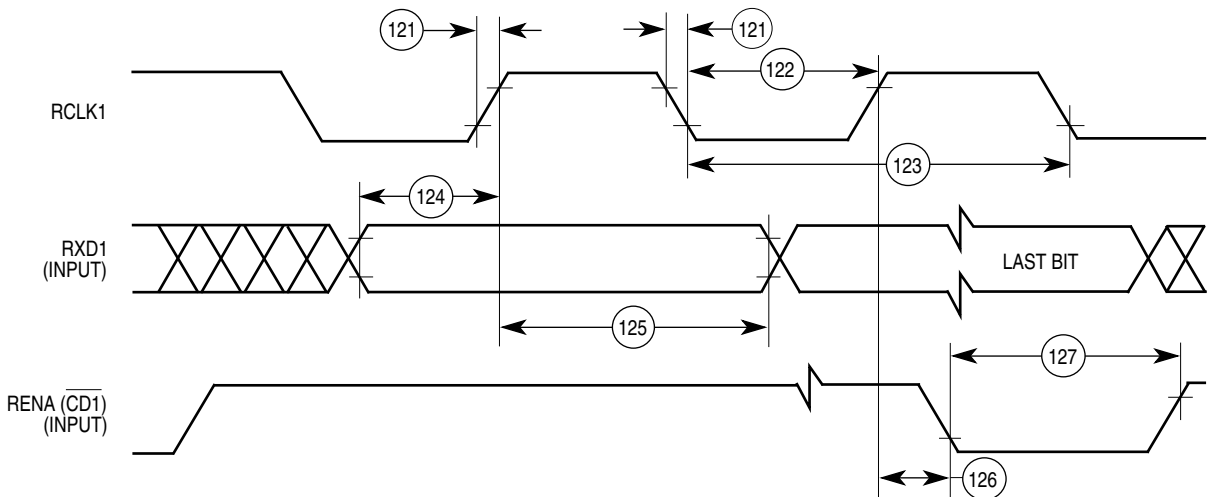 121
121
122
RCLK1
123
124
RXD1
(INPUT)
LAST BIT
125
127
RENA (CD1)
(INPUT)
126